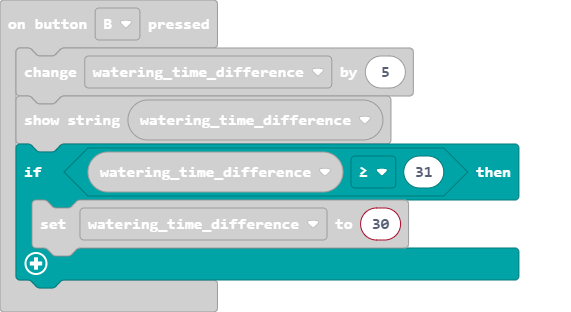 on button B pressed
change watering_time_difference by 5
show string watering_time_difference
if watering_time_difference ≥ 31 then
set watering_time_difference to 30